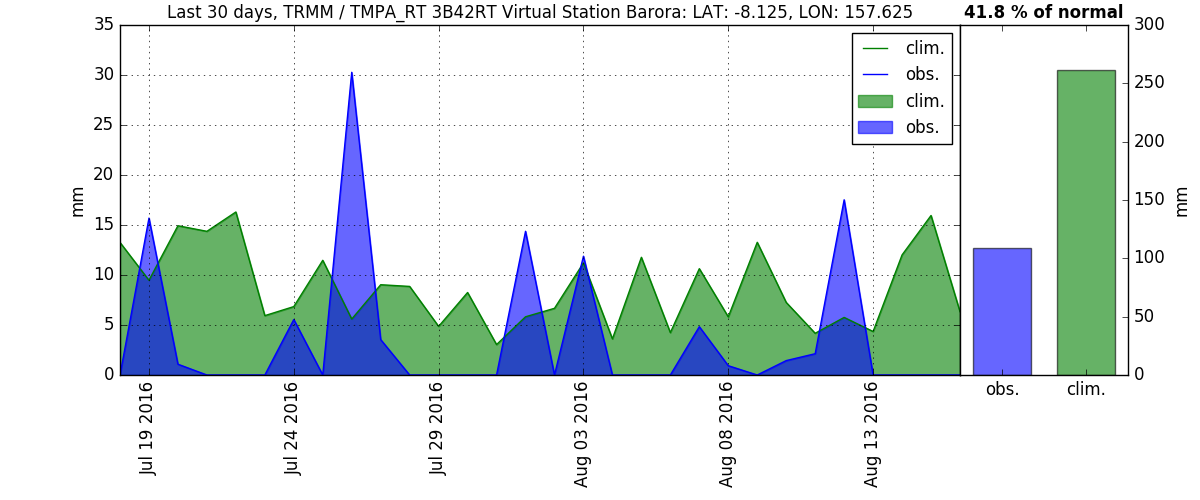 Last 30 days, TRMM / TMPA_RT 3B42RT Virtual Station Barora: LAT: -8.125, LON: 157.625
41.8 % of normal
35
30
25
20
15
10
5
0
mm
clim.
obs.
clim.
obs.
Jul 19 2016
Jul 24 2016
Jul 29 2016
Aug 03 2016
Aug 08 2016
Aug 13 2016
300
250
200
150
100
50
0
mm
obs.
clim.